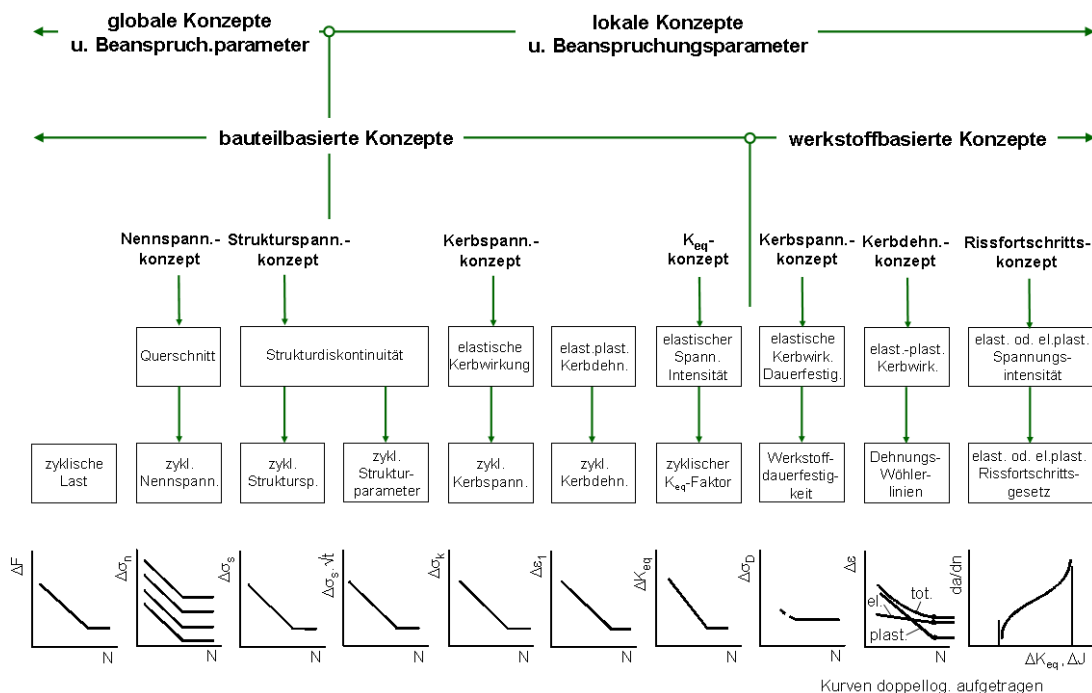 globale Konzepte
u. Beanspruch.parameter
lokale Konzepte
u. Beanspruchungsparameter
bauteilbasierte Konzepte
werkstoffbasierte Konzepte
Nennspann.-
konzept
Strukturspann.-
konzept
Kerbspann.-
konzept
Keq-
konzept
Kerbspann.-
konzept
Kerbdehn.-
konzept
Rissfortschritts-
konzept
Querschnitt
Strukturdiskontinuität
elastische
Kerbwirkung
elast.plast.
Kerbdehn.
elastischer
Spann.
Intensität
elastische
Kerbwirk.
Dauerfestig.
elast.-plast.
Kerbwirk.
elast. od. el.plast.
Spannungs-
intensität
zyklische
Last
zykl.
Nennspann.
zykl.
Struktursp.
zykl.
Struktur-
parameter
zykl.
Kerbspann.
zykl.
Kerbdehn.
zyklischer
Keq-Faktor
Werkstoff-
dauerfestig-
keit
Dehnungs-
Wöhler-
linien
elast. od. el.plast.
Rissfortschritts-
gesetz
ΔF
N
Δσn
N
Δσs
N
Δσs·√t
N
Δσk
N
Δε1
N
ΔKeq
N
ΔσD
N
Δε
el.
tot.
plast.
N
da/dn
ΔKeq, ΔJ
Kurven doppellog. aufgetragen